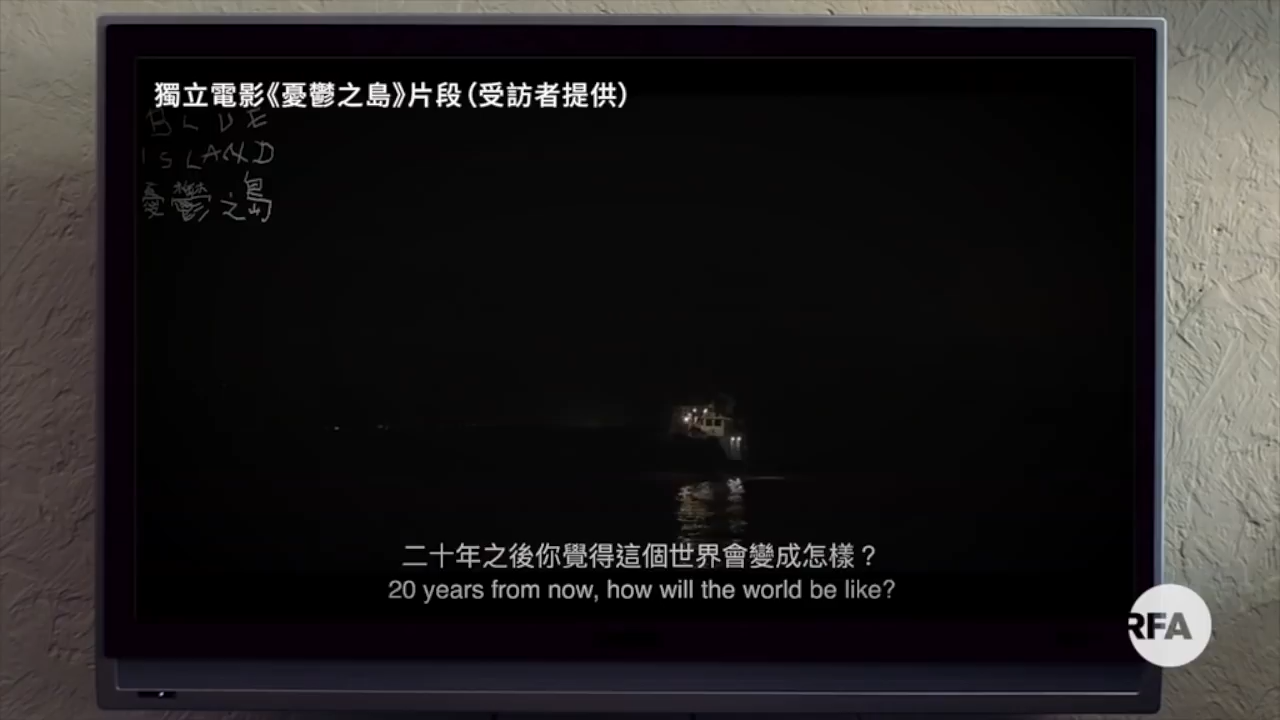 獨立電影《憂鬱之島》片段（受訪者提供）
BLUE
ISLAND
憂鬱之島
二十年之後你覺得這個世界會變成怎樣？
20 years from now, how will the world be like?
RFA